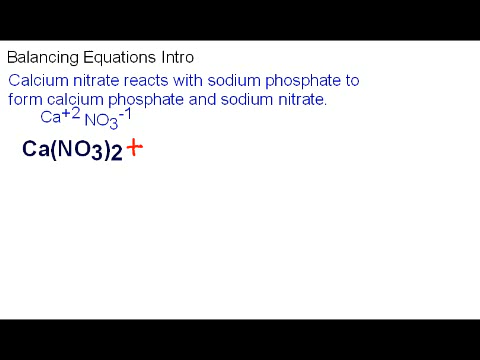 Balancing Equations Intro
Calcium nitrate reacts with sodium phosphate to
form calcium phosphate and sodium nitrate.
Ca+2 NO3-1
Ca(NO3)2 +